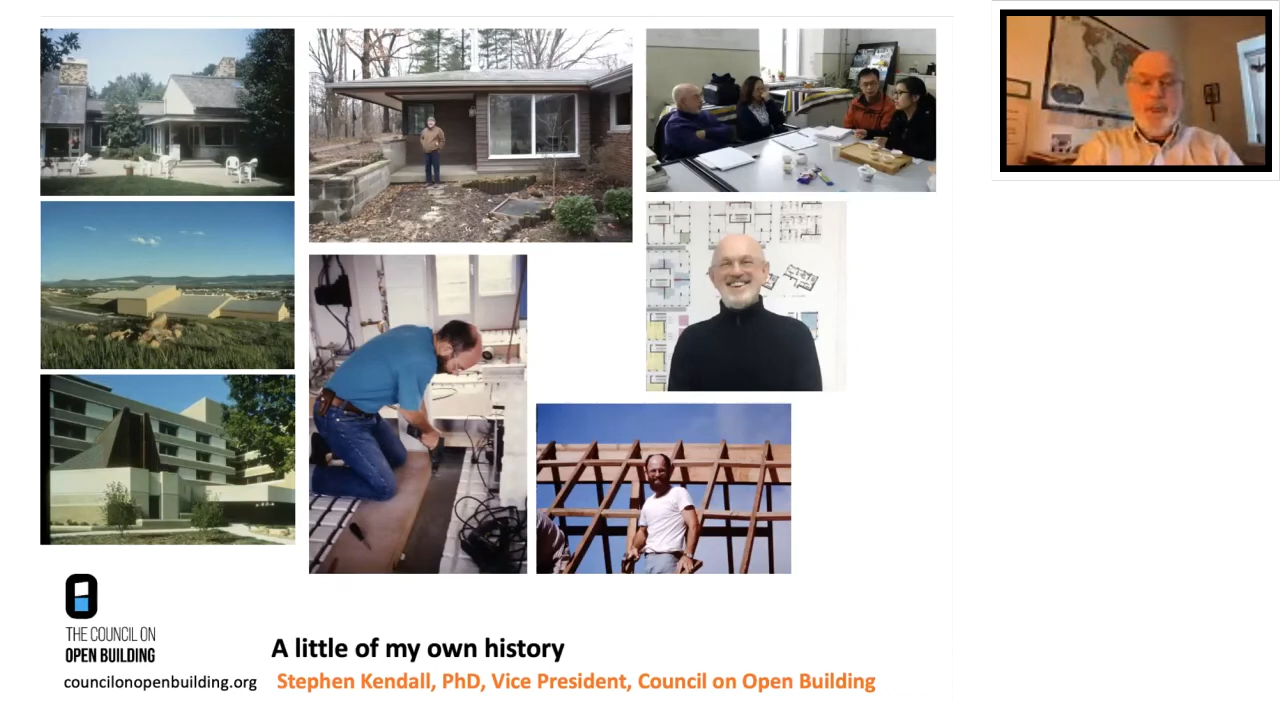 THE COUNCIL ON
OPEN BUILDING
councilonopenbuilding.org
A little of my own history
Stephen Kendall, PhD, Vice President, Council on Open Building